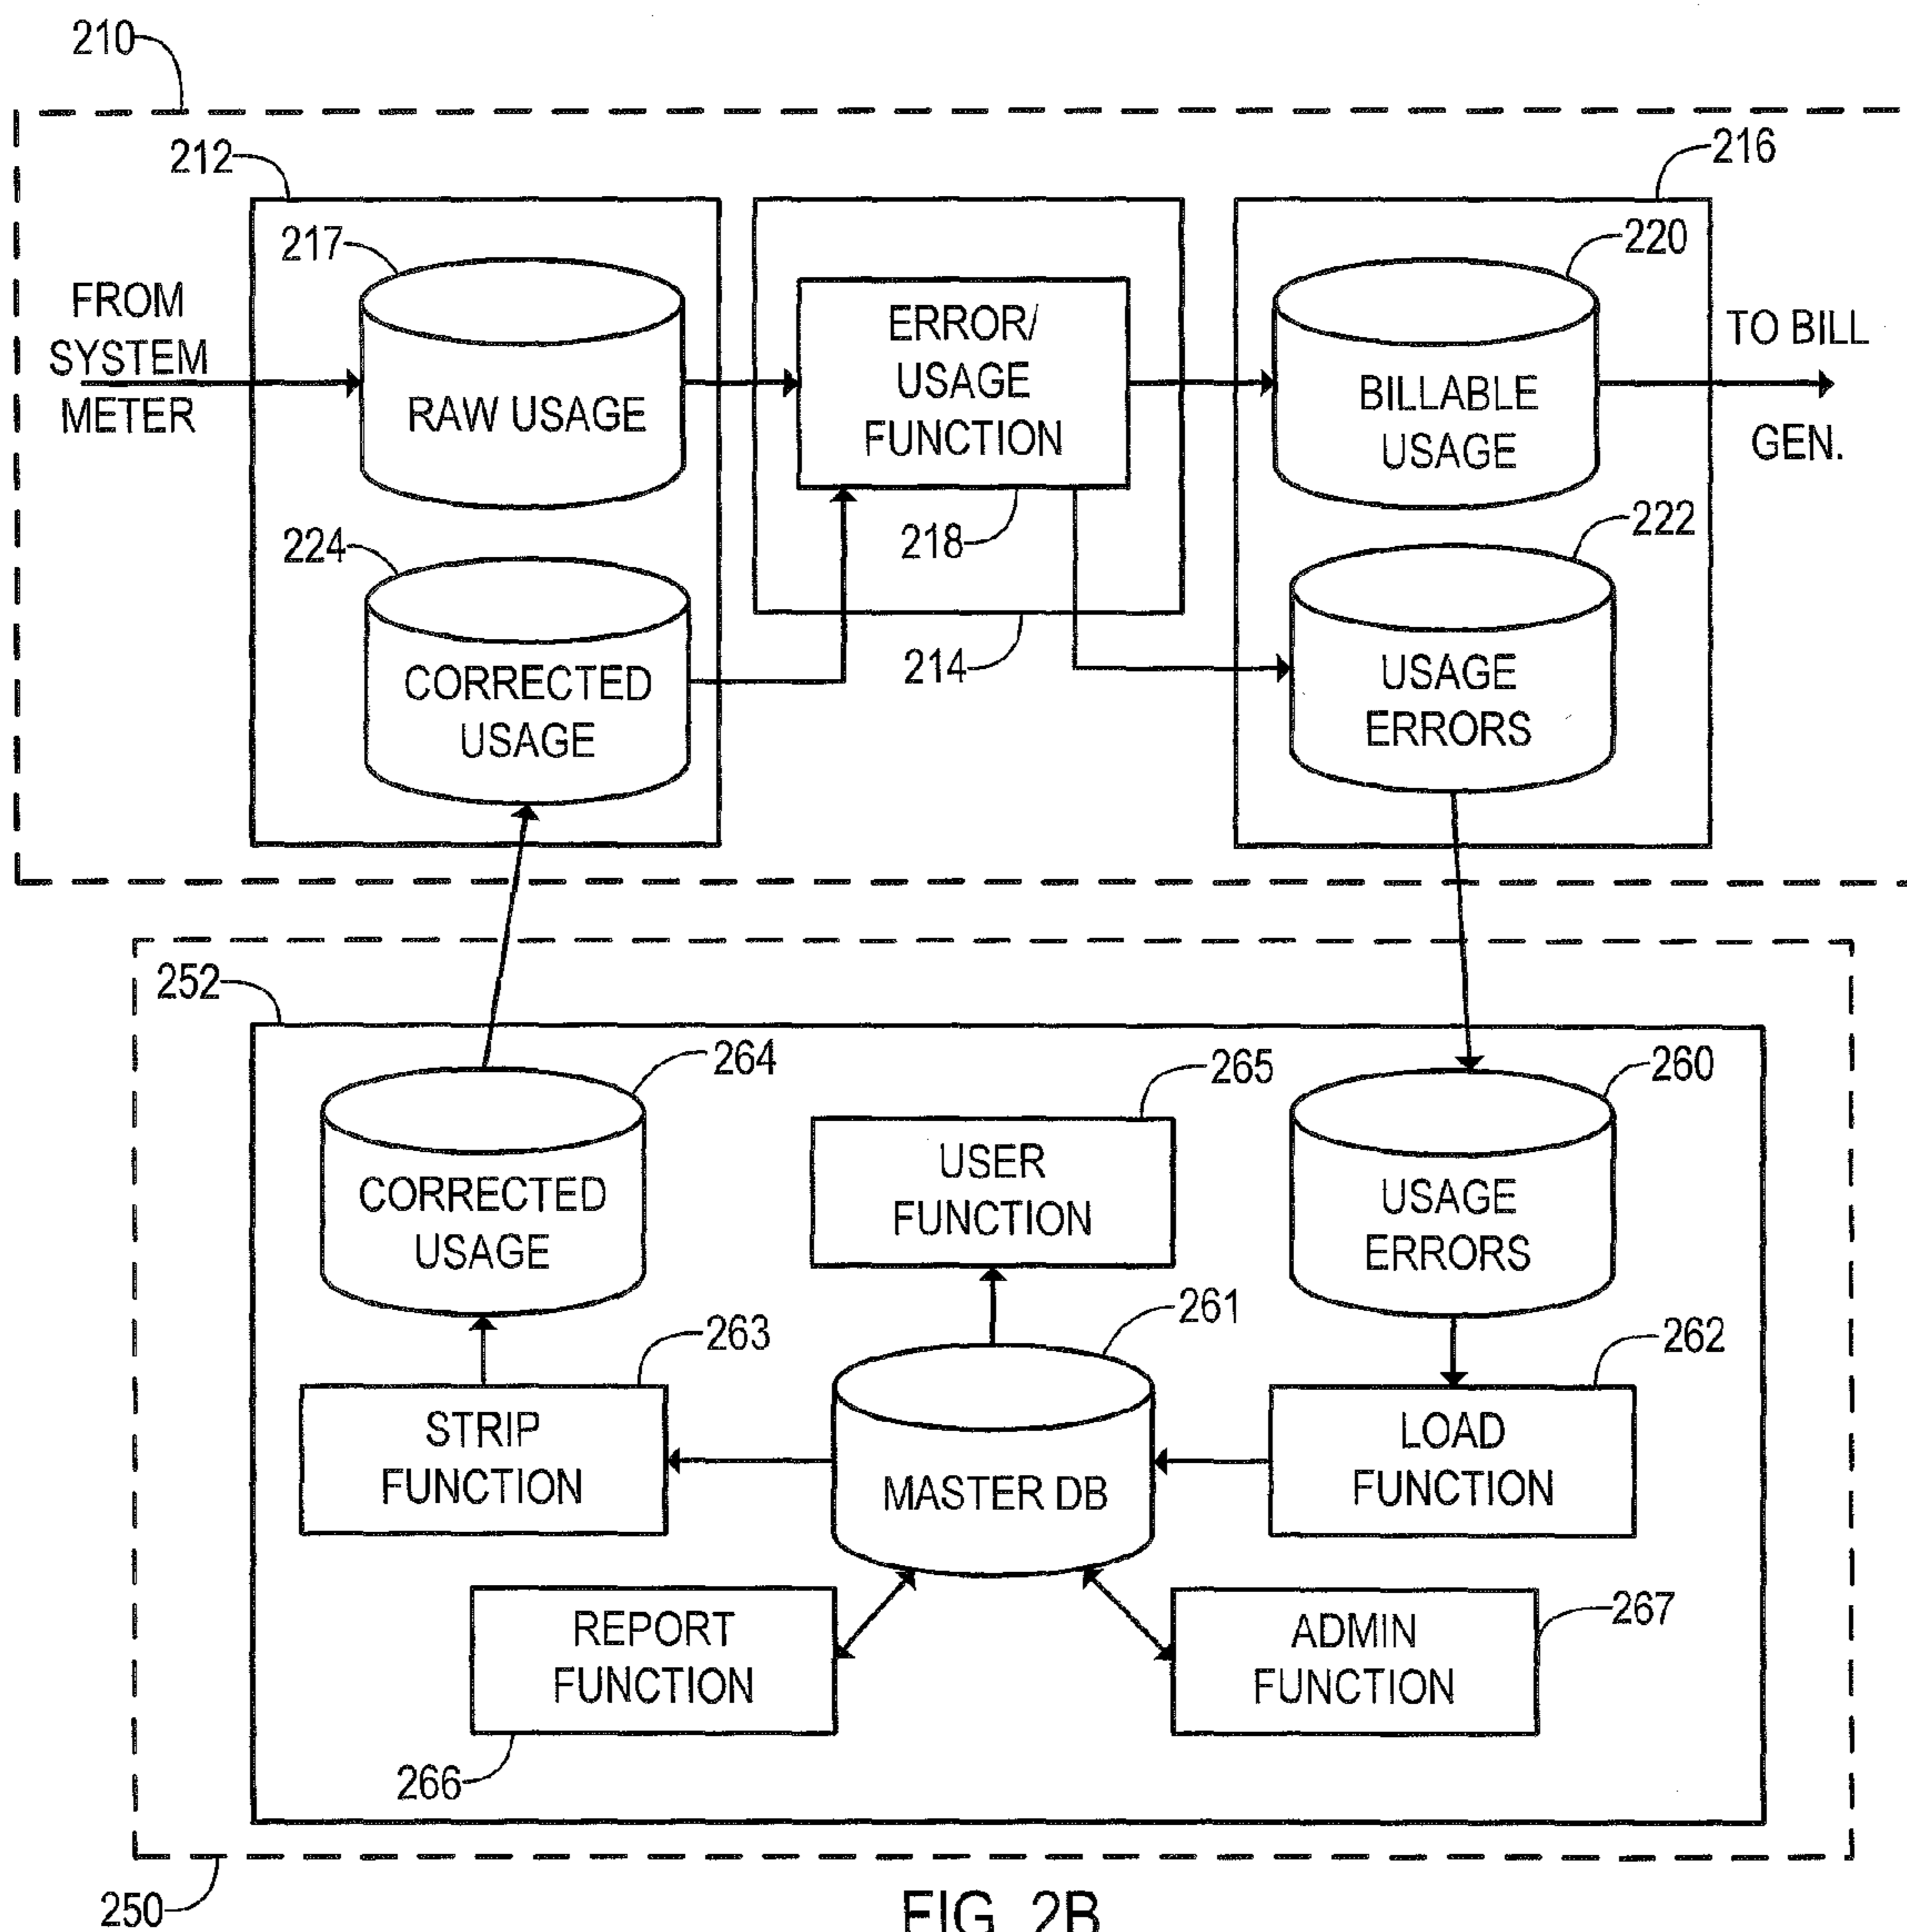 210
212
216
217
220
FROM
SYSTEM
METER
RAW USAGE
ERROR/
USAGE
FUNCTION
BILLABLE
USAGE
TO BILL
GEN.
224
218
222
CORRECTED
USAGE
214
USAGE
ERRORS
252
264
265
260
CORRECTED
USAGE
USER
FUNCTION
USAGE
ERRORS
263
261
262
STRIP
FUNCTION
MASTER DB
LOAD
FUNCTION
REPORT
FUNCTION
ADMIN
FUNCTION
267
266
250
FIG. 2B